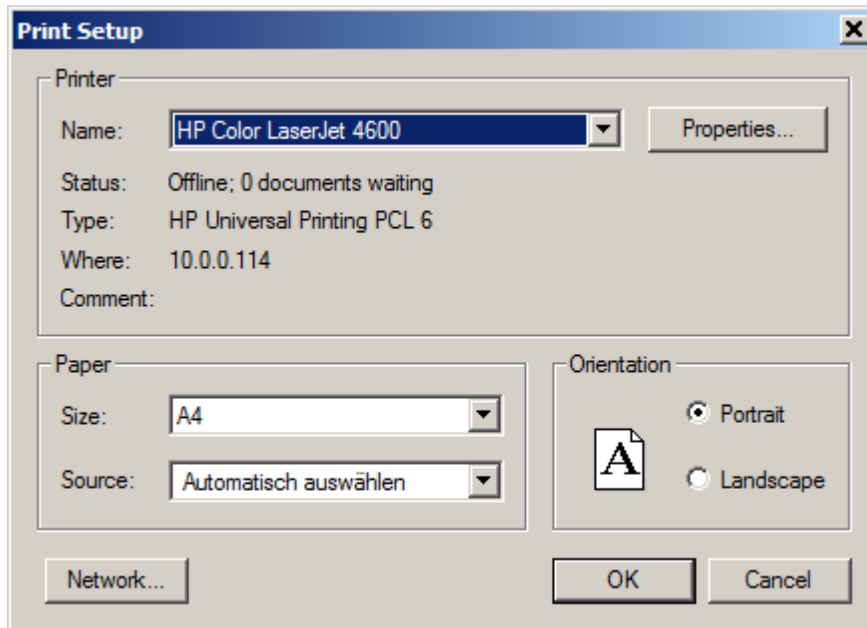 Print Setup
Printer
Name: HP Color LaserJet 4600 Properties...
Status: Offline; 0 documents waiting
Type: HP Universal Printing PCL 6
Where: 10.0.0.114
Comment:
Paper
Size: A4
Source: Automatisch auswählen
Orientation
A
Portrait
Landscape
Network... OK Cancel